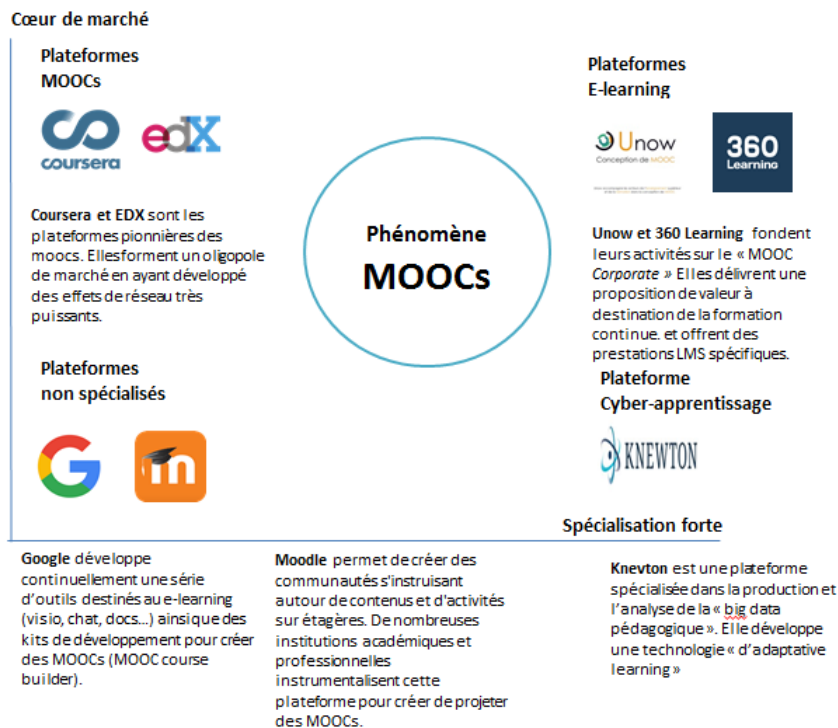 Cœur de marché
Plateformes
MOOCs
coursera
edX
Coursera et EDX sont les
plateformes pionnières des
moocs. Ellesforment un oligopole
de marché en ayant développé
des effets de réseau très
puissants.
Plateformes
non spécialisés
G
m
Phénomène
MOOCs
Plateformes
E-learning
Unow
Conception de MOOC
360
Learning
Unow et 360 Learning fondent
leurs activités sur le « MOOC
Corporate » Elles délivrent une
proposition de valeur à
destination de la formation
continue. et offrent des
prestations LMS spécifiques.
Plateforme
Cyber-apprentissage
KNEWTON
Spécialisation forte
Google développe
continuellement une série
d'outils destinés au e-learning
(visio, chat, docs...) ainsi que des
kits de développement pour créer
des MOOCs (MOOC course
builder).
Moodle permet de créer des
communautés s'instruisant
autour de contenus et d'activités
sur étagères. De nombreuses
institutions académiques et
professionnelles
instrumentalisent cette
plateforme pour créer de projeter
des MOOCs.
Knevton est une plateforme
spécialisée dans la production et
l'analyse de la « big data
pédagogique ». Elle développe
une technologie « d'adaptative
learning »